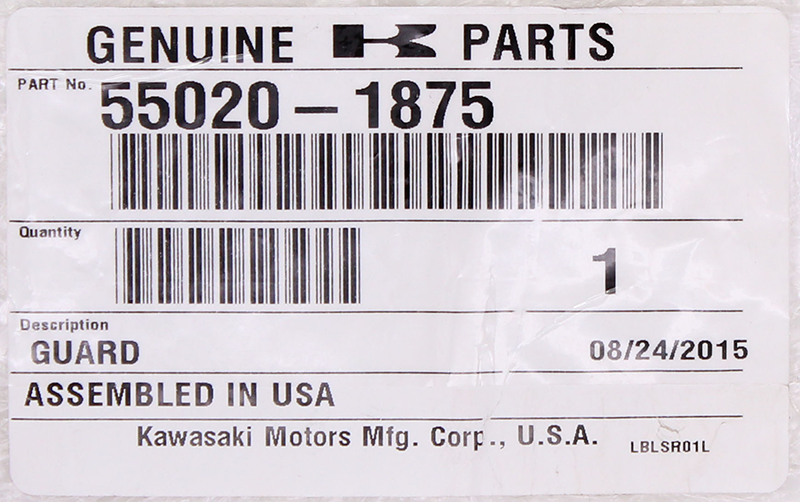 GENUINE K PARTS
PART No. 55020-1875
Quantity
1
Description
GUARD 08/24/2015
ASSEMBLED IN USA
Kawasaki Motors Mfg. Corp., U.S.A. LBLSR01L